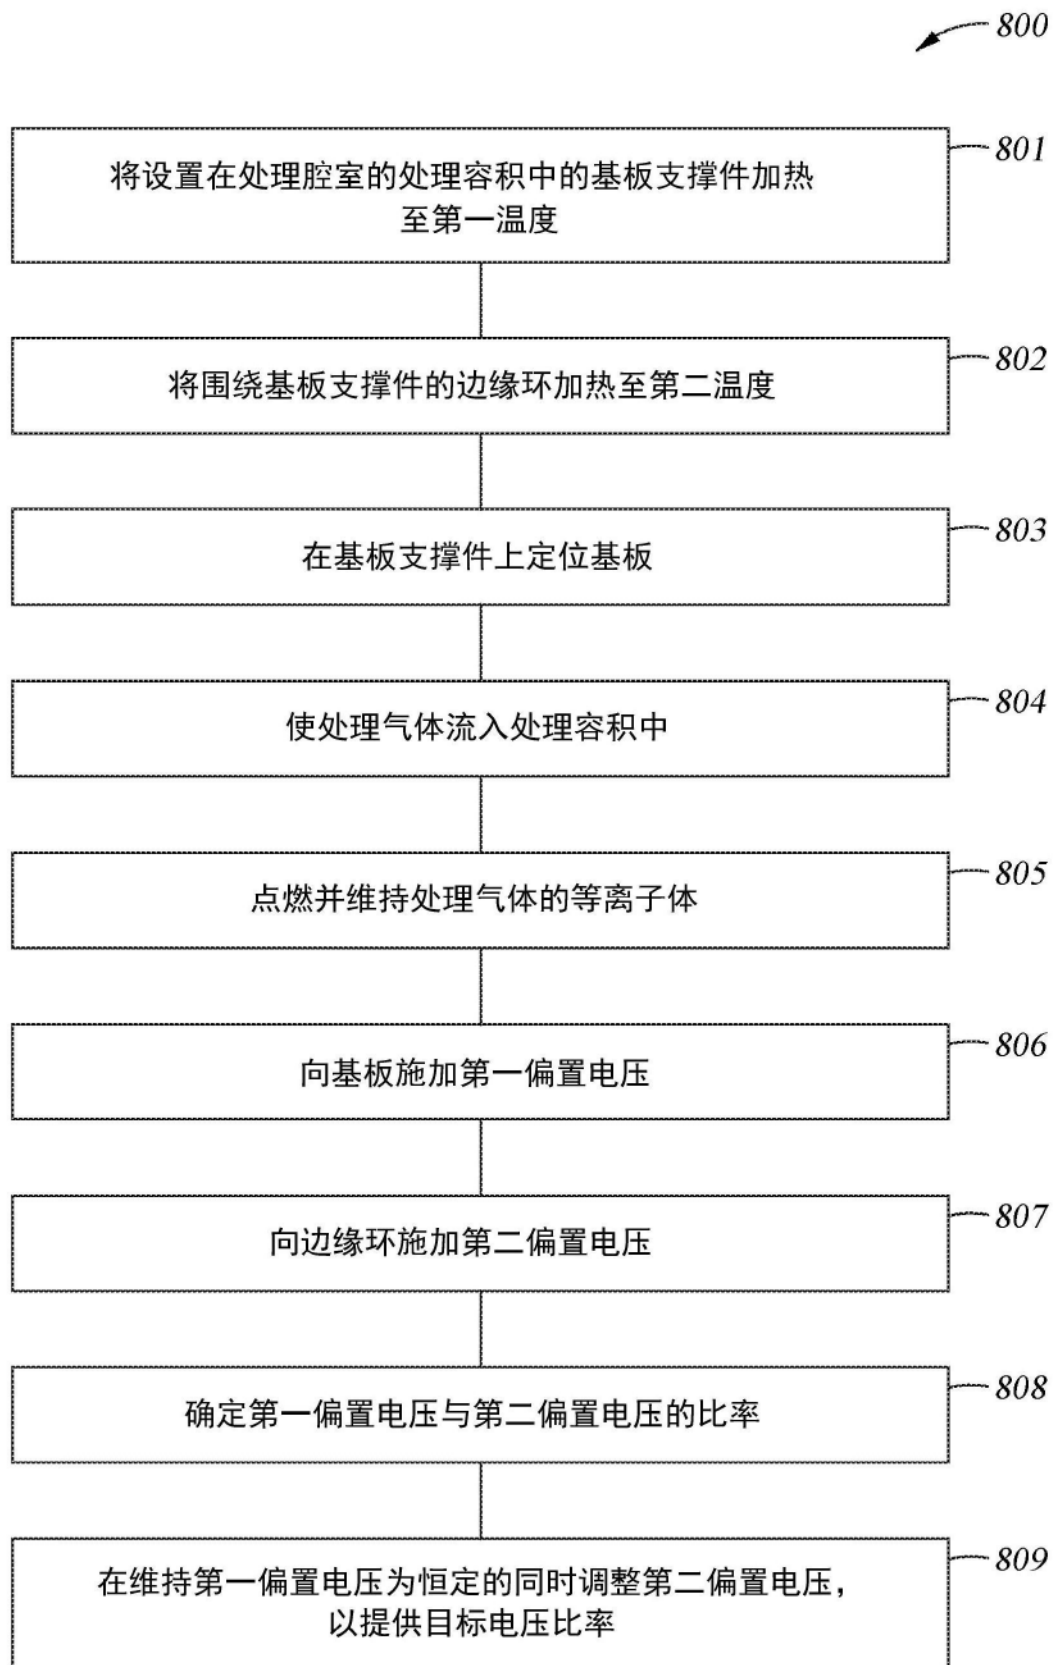 800
801
将设置在处理腔室的处理容积中的基板支撑件加热
至第一温度
802
将围绕基板支撑件的边缘环加热至第二温度
803
在基板支撑件上定位基板
804
使处理气体流入处理容积中
805
点燃并维持处理气体的等离子体
806
向基板施加第一偏置电压
807
向边缘环施加第二偏置电压
808
确定第一偏置电压与第二偏置电压的比率
809
在维持第一偏置电压为恒定的同时调整第二偏置电压，
以提供目标电压比率